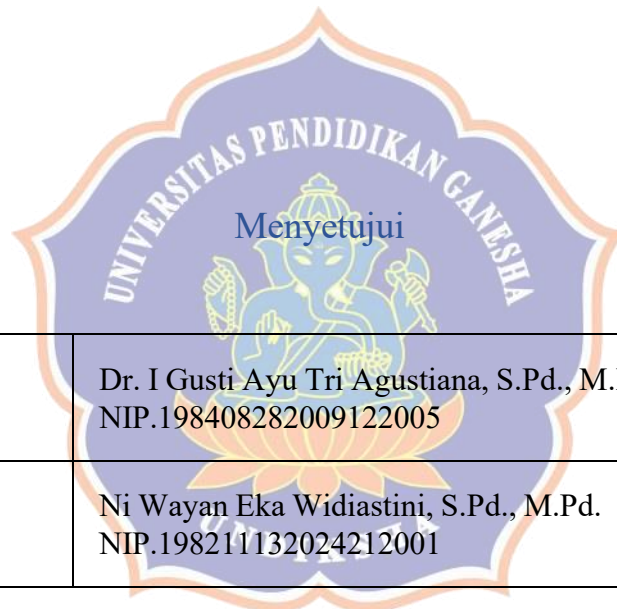 UNIVERSITAS PENDIDIKAN GANESHA
Menyetujui
Dr. I Gusti Ayu Tri Agustiana, S.Pd., M.
NIP.198408282009122005
Ni Wayan Eka Widiastini, S.Pd., M.Pd.
NIP.198211132024212001
UNDIKSHA